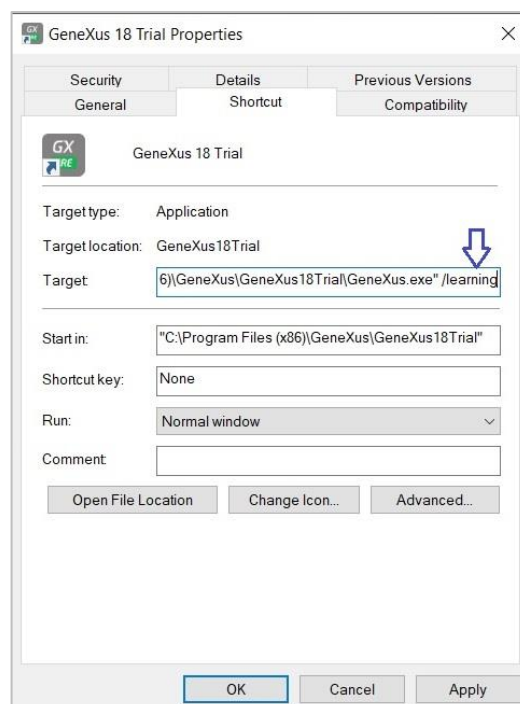 GeneXus 18 Trial Properties
Security Details Previous Versions
General Shortcut Compatibility
GX
RE
GeneXus 18 Trial
Target type: Application
Target location: GeneXus18Trial
Target: 6)\GeneXus\GeneXus18Trial\GeneXus.exe" /learning
Start in: "C:\Program Files (x86)\GeneXus\GeneXus18Trial"
Shortcut key: None
Run: Normal window
Comment:
Open File Location Change Icon... Advanced...
OK Cancel Apply